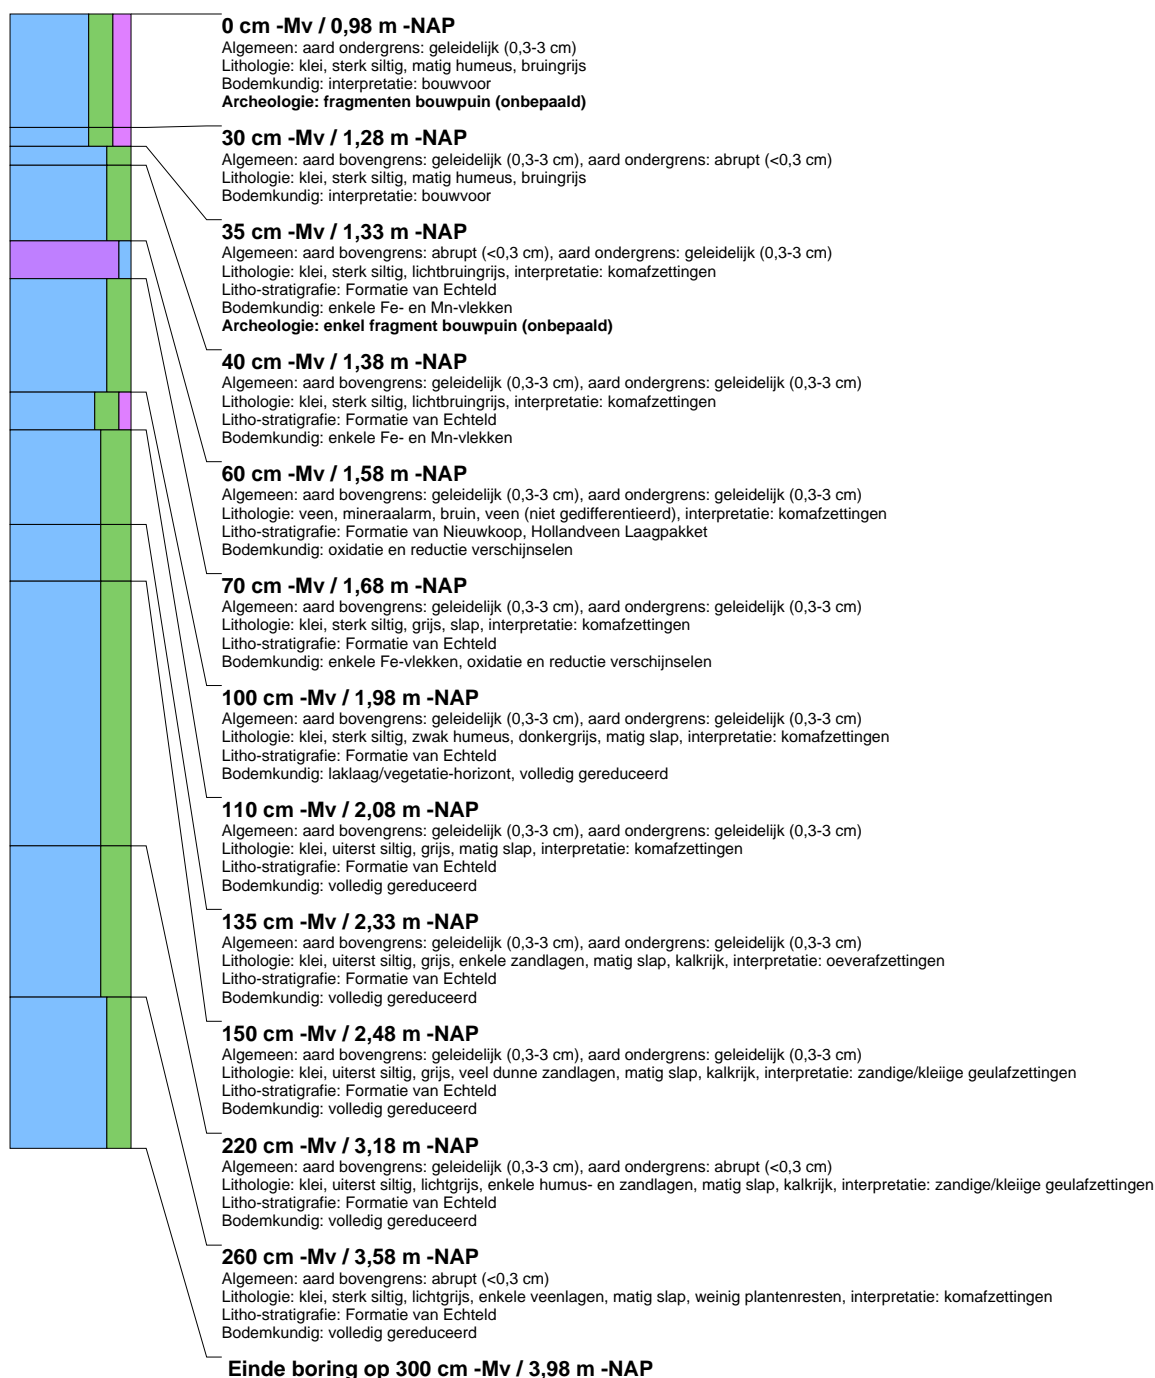 0 cm -Mv / 0,98 m -NAP
Algemeen: aard ondergrens: geleidelijk (0,3-3 cm)
Lithologie: klei, sterk siltig, matig humeus, bruingrijs
Bodemkundig: interpretatie: bouwvoor
Archeologie: fragmenten bouwpuin (onbepaald)
30 cm -Mv / 1,28 m -NAP
Algemeen: aard bovengrens: geleidelijk (0,3-3 cm), aard ondergrens: abrupt (<0,3 cm)
Lithologie: klei, sterk siltig, matig humeus, bruingrijs
Bodemkundig: interpretatie: bouwvoor
35 cm -Mv / 1,33 m -NAP
Algemeen: aard bovengrens: abrupt (<0,3 cm), aard ondergrens: geleidelijk (0,3-3 cm)
Lithologie: klei, sterk siltig, lichtbruingrijs, interpretatie: komafzettingen
Litho-stratigrafie: Formatie van Echteld
Bodemkundig: enkele Fe- en Mn-vlekken
Archeologie: enkel fragment bouwpuin (onbepaald)
40 cm -Mv / 1,38 m -NAP
Algemeen: aard bovengrens: geleidelijk (0,3-3 cm), aard ondergrens: geleidelijk (0,3-3 cm)
Lithologie: klei, sterk siltig, lichtbruingrijs, interpretatie: komafzettingen
Litho-stratigrafie: Formatie van Echteld
Bodemkundig: enkele Fe- en Mn-vlekken
60 cm -Mv / 1,58 m -NAP
Algemeen: aard bovengrens: geleidelijk (0,3-3 cm), aard ondergrens: geleidelijk (0,3-3 cm)
Lithologie: veen, mineraalarm, bruin, veen (niet gedifferentieerd), interpretatie: komafzettingen
Litho-stratigrafie: Formatie van Nieuwkoop, Hollandveen Laagpakket
Bodemkundig: oxidatie en reductie verschijnselen
70 cm -Mv / 1,68 m -NAP
Algemeen: aard bovengrens: geleidelijk (0,3-3 cm), aard ondergrens: geleidelijk (0,3-3 cm)
Lithologie: klei, sterk siltig, grijs, slap, interpretatie: komafzettingen
Litho-stratigrafie: Formatie van Echteld
Bodemkundig: enkele Fe-vlekken, oxidatie en reductie verschijnselen
100 cm -Mv / 1,98 m -NAP
Algemeen: aard bovengrens: geleidelijk (0,3-3 cm), aard ondergrens: geleidelijk (0,3-3 cm)
Lithologie: klei, sterk siltig, zwak humeus, donkergrijs, matig slap, interpretatie: komafzettingen
Litho-stratigrafie: Formatie van Echteld
Bodemkundig: laklaag/vegetatie-horizont, volledig gereduceerd
110 cm -Mv / 2,08 m -NAP
Algemeen: aard bovengrens: geleidelijk (0,3-3 cm), aard ondergrens: geleidelijk (0,3-3 cm)
Lithologie: klei, uiterst siltig, grijs, matig slap, interpretatie: komafzettingen
Litho-stratigrafie: Formatie van Echteld
Bodemkundig: volledig gereduceerd
135 cm -Mv / 2,33 m -NAP
Algemeen: aard bovengrens: geleidelijk (0,3-3 cm), aard ondergrens: geleidelijk (0,3-3 cm)
Lithologie: klei, uiterst siltig, grijs, enkele zandlagen, matig slap, kalkrijk, interpretatie: oeverafzettingen
Litho-stratigrafie: Formatie van Echteld
Bodemkundig: volledig gereduceerd
150 cm -Mv / 2,48 m -NAP
Algemeen: aard bovengrens: geleidelijk (0,3-3 cm), aard ondergrens: geleidelijk (0,3-3 cm)
Lithologie: klei, uiterst siltig, grijs, veel dunne zandlagen, matig slap, kalkrijk, interpretatie: zandige/kleiige geulafzettingen
Litho-stratigrafie: Formatie van Echteld
Bodemkundig: volledig gereduceerd
220 cm -Mv / 3,18 m -NAP
Algemeen: aard bovengrens: geleidelijk (0,3-3 cm), aard ondergrens: abrupt (<0,3 cm)
Lithologie: klei, uiterst siltig, lichtgrijs, enkele humus- en zandlagen, matig slap, kalkrijk, interpretatie: zandige/kleiige geulafzettingen
Litho-stratigrafie: Formatie van Echteld
Bodemkundig: volledig gereduceerd
260 cm -Mv / 3,58 m -NAP
Algemeen: aard bovengrens: abrupt (<0,3 cm)
Lithologie: klei, sterk siltig, lichtgrijs, enkele veenlagen, matig slap, weinig plantenresten, interpretatie: komafzettingen
Litho-stratigrafie: Formatie van Echteld
Bodemkundig: volledig gereduceerd
Einde boring op 300 cm -Mv / 3,98 m -NAP